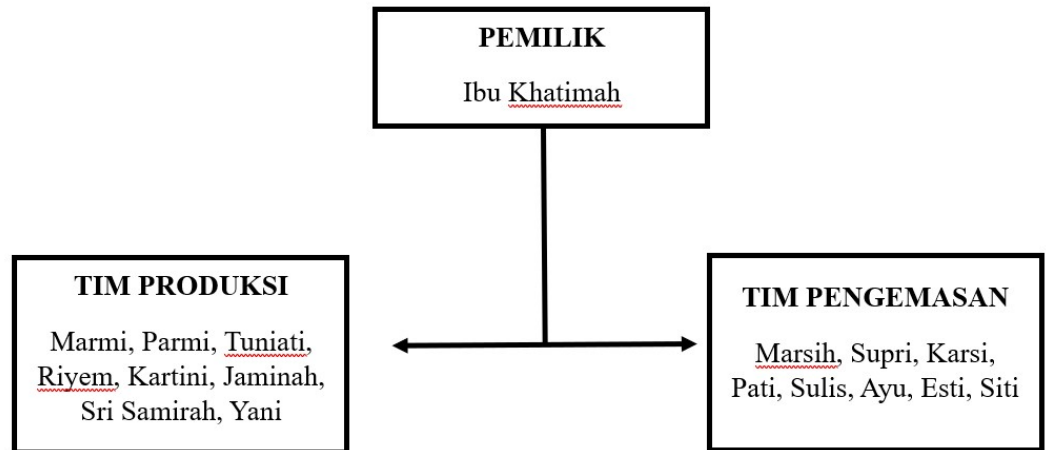 PEMILIK
Ibu Khatimah
TIM PRODUKSI
Marmi, Parmi, Tuniati,
Riyem, Kartini, Jaminah,
Sri Samirah, Yani
TIM PENGEMASAN
Marsih, Supri, Karsi,
Pati, Sulis, Ayu, Esti, Siti